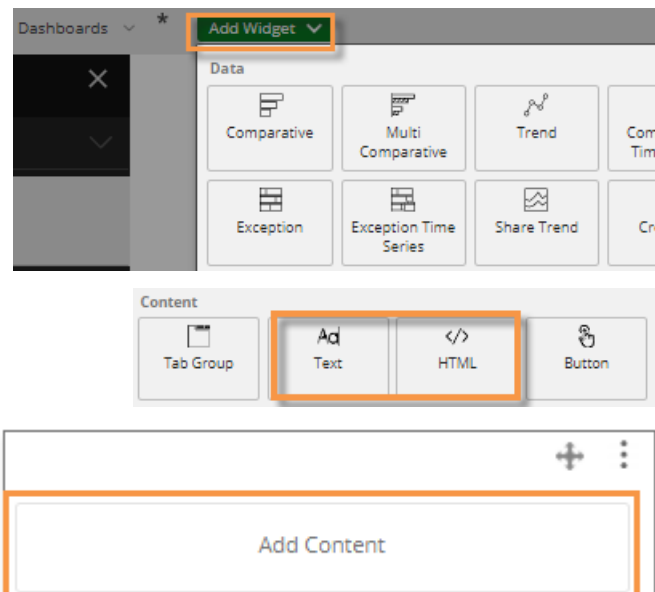 Dashboards *
Add Widget
Data
Comparative
Multi
Comparative
Trend
Exception
Exception Time
Series
Share Trend
Content
Tab Group
Text
</>
HTML
Button
Add Content